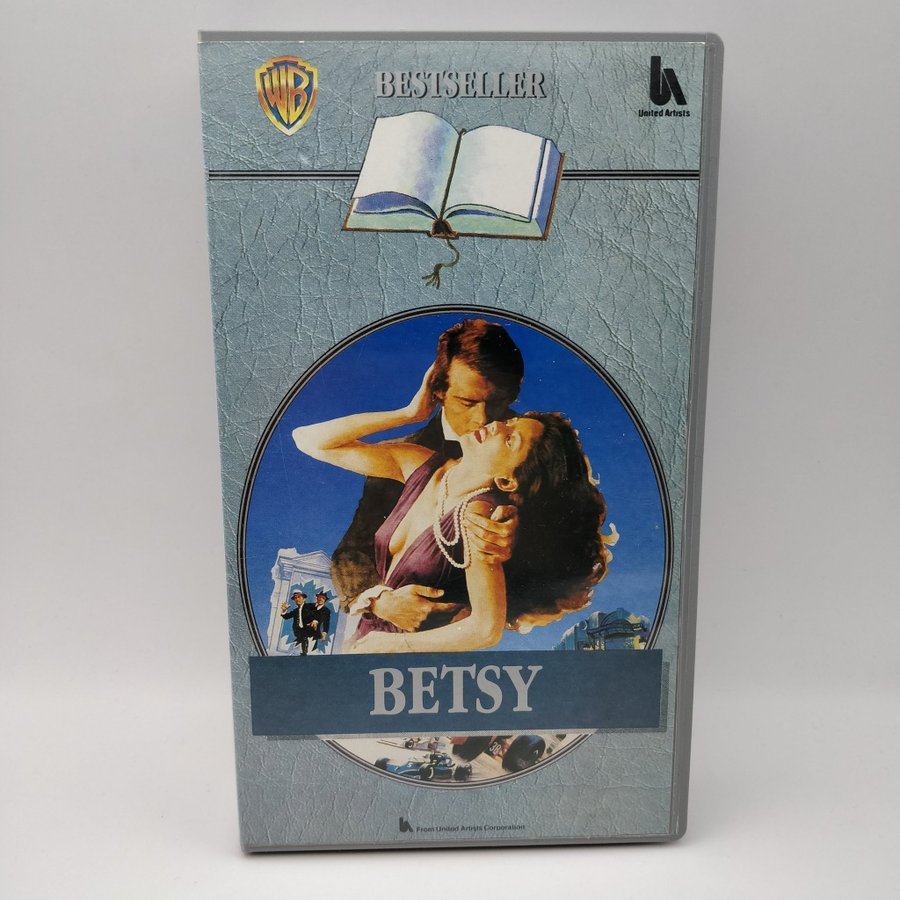 WB
BESTSELLER
United Artists
BETSY
From United Artists Corporation